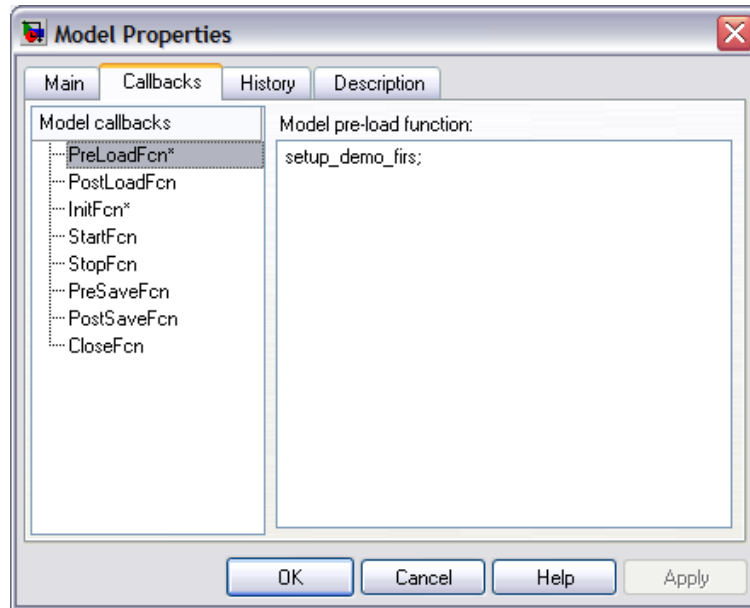 Model Properties
Main Callbacks History Description
Model callbacks
PreLoadFcn*
PostLoadFcn
InitFcn*
StartFcn
StopFcn
PreSaveFcn
PostSaveFcn
CloseFcn
Model pre-load function:
setup_demo_firs;
OK Cancel Help Apply